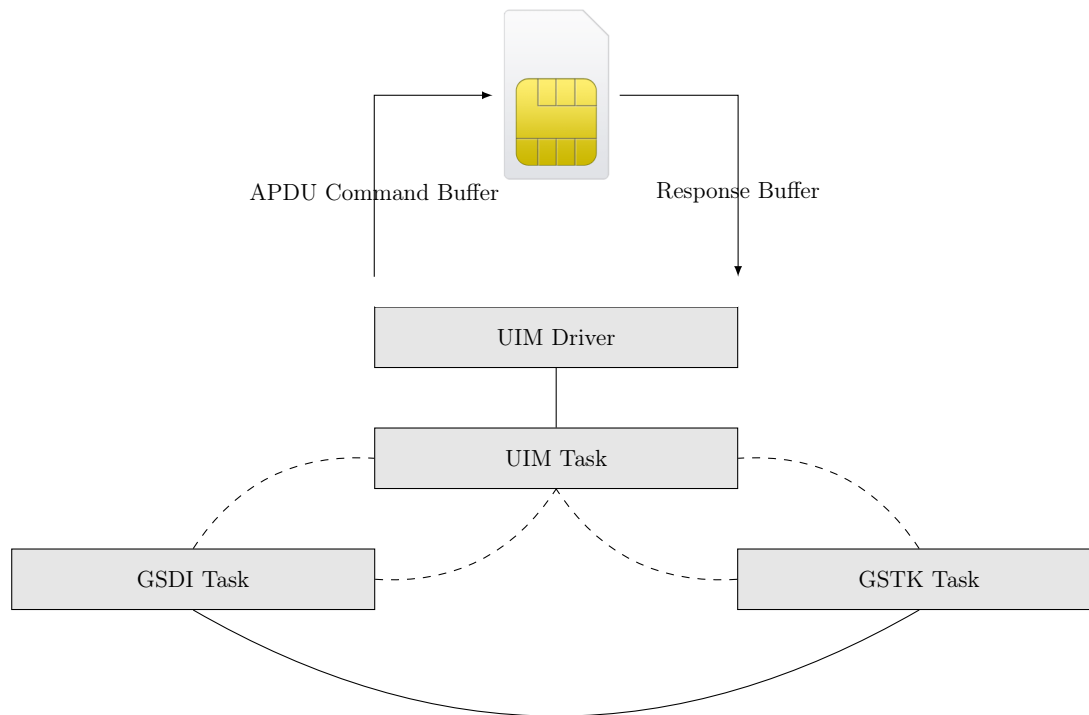 APDU Command Buffer
Response Buffer
UIM Driver
UIM Task
GSDI Task
GSTK Task